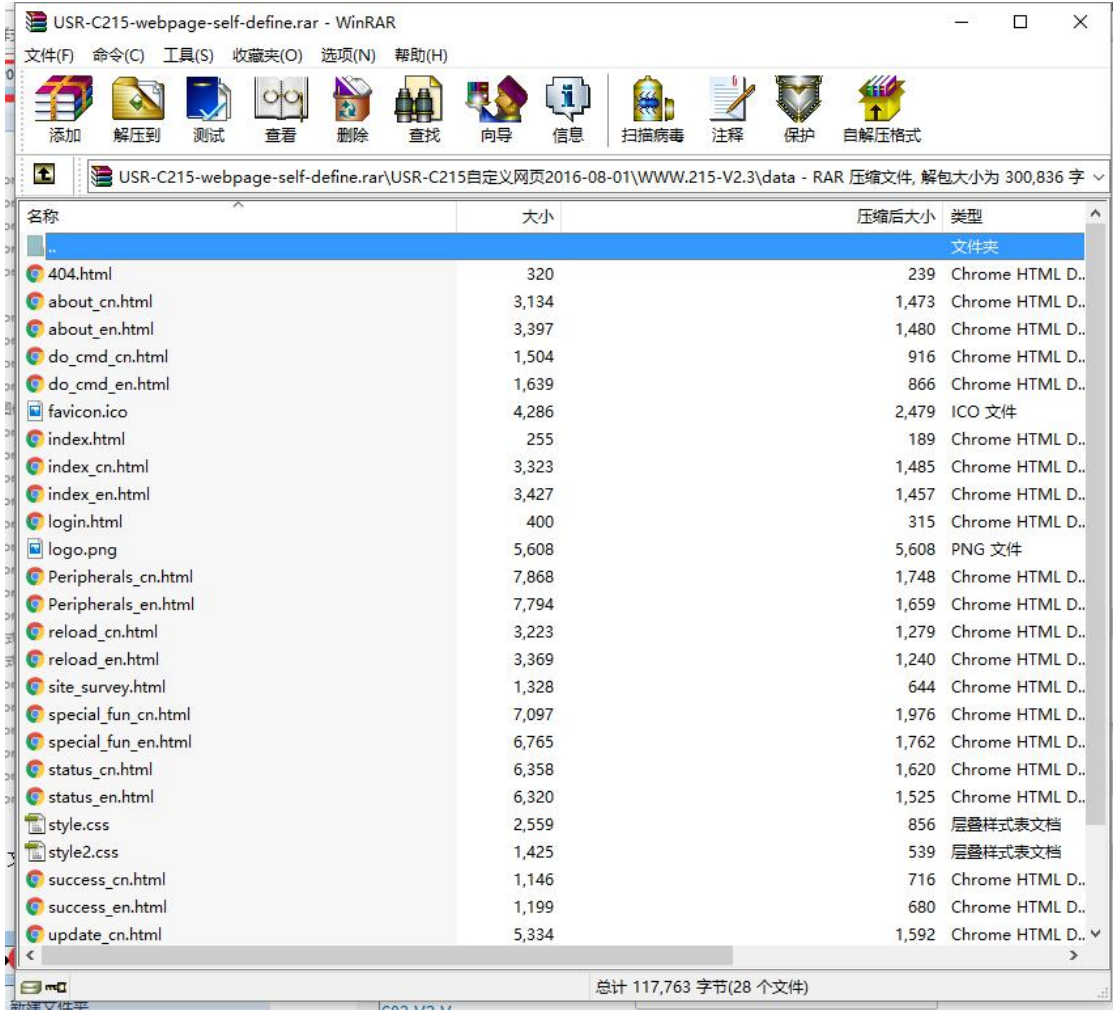 USR-C215-webpage-self-define.rar - WinRAR
文件(F) 命令(C) 工具(S) 收藏夹(O) 选项(N) 帮助(H)
添加 解压到 测试 查看 删除 查找 向导 信息 扫描病毒 注释 保护 自解压格式
USR-C215-webpage-self-define.rar\USR-C215自定义网页2016-08-01\WWW.215-V2.3\data - RAR 压缩文件, 解包大小为 300,836 字
名称 大小 压缩后大小 类型
.. 文件夹
404.html 320 239 Chrome HTML D..
about_cn.html 3,134 1,473 Chrome HTML D..
about_en.html 3,397 1,480 Chrome HTML D..
do_cmd_cn.html 1,504 916 Chrome HTML D..
do_cmd_en.html 1,639 866 Chrome HTML D..
favicon.ico 4,286 2,479 ICO 文件
index.html 255 189 Chrome HTML D..
index_cn.html 3,323 1,485 Chrome HTML D..
index_en.html 3,427 1,457 Chrome HTML D..
login.html 400 315 Chrome HTML D..
logo.png 5,608 5,608 PNG 文件
Peripherals_cn.html 7,868 1,748 Chrome HTML D..
Peripherals_en.html 7,794 1,659 Chrome HTML D..
reload_cn.html 3,223 1,279 Chrome HTML D..
reload_en.html 3,369 1,240 Chrome HTML D..
site_survey.html 1,328 644 Chrome HTML D..
special_fun_cn.html 7,097 1,976 Chrome HTML D..
special_fun_en.html 6,765 1,762 Chrome HTML D..
status_cn.html 6,358 1,620 Chrome HTML D..
status_en.html 6,320 1,525 Chrome HTML D..
style.css 2,559 856 层叠样式表文档
style2.css 1,425 539 层叠样式表文档
success_cn.html 1,146 716 Chrome HTML D..
success_en.html 1,199 680 Chrome HTML D..
update_cn.html 5,334 1,592 Chrome HTML D..
总计 117,763 字节(28 个文件)